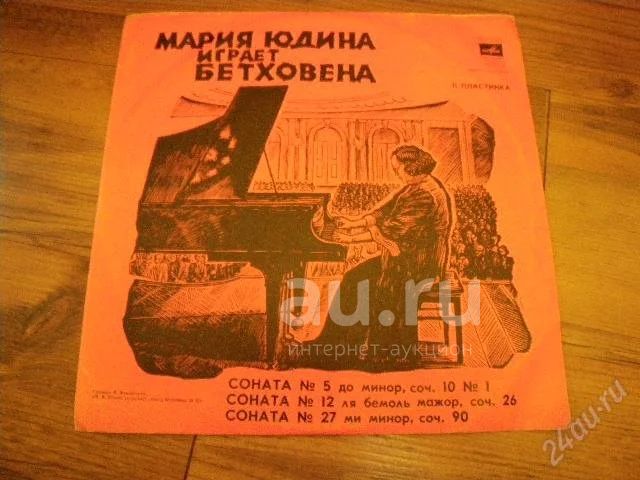 МАРИЯ ЮДИНА
ИГРАЕТ
БЕТХОВЕНА
II ПЛАСТИНКА
au.ru
интернет-аукцион
СОНАТА № 5 ДО МИНОР, СОЧ. 10 № 1
СОНАТА № 12 ЛЯ БЕМОЛЬ МАЖОР, СОЧ. 26
СОНАТА № 27 МИ МИНОР, СОЧ. 90
24au.ru